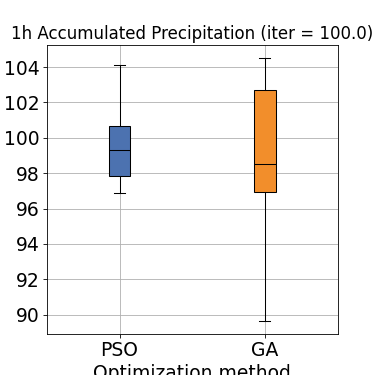 1h Accumulated Precipitation (iter = 100.0)
104
102
100
98
96
94
92
90
PSO GA
Optimization method